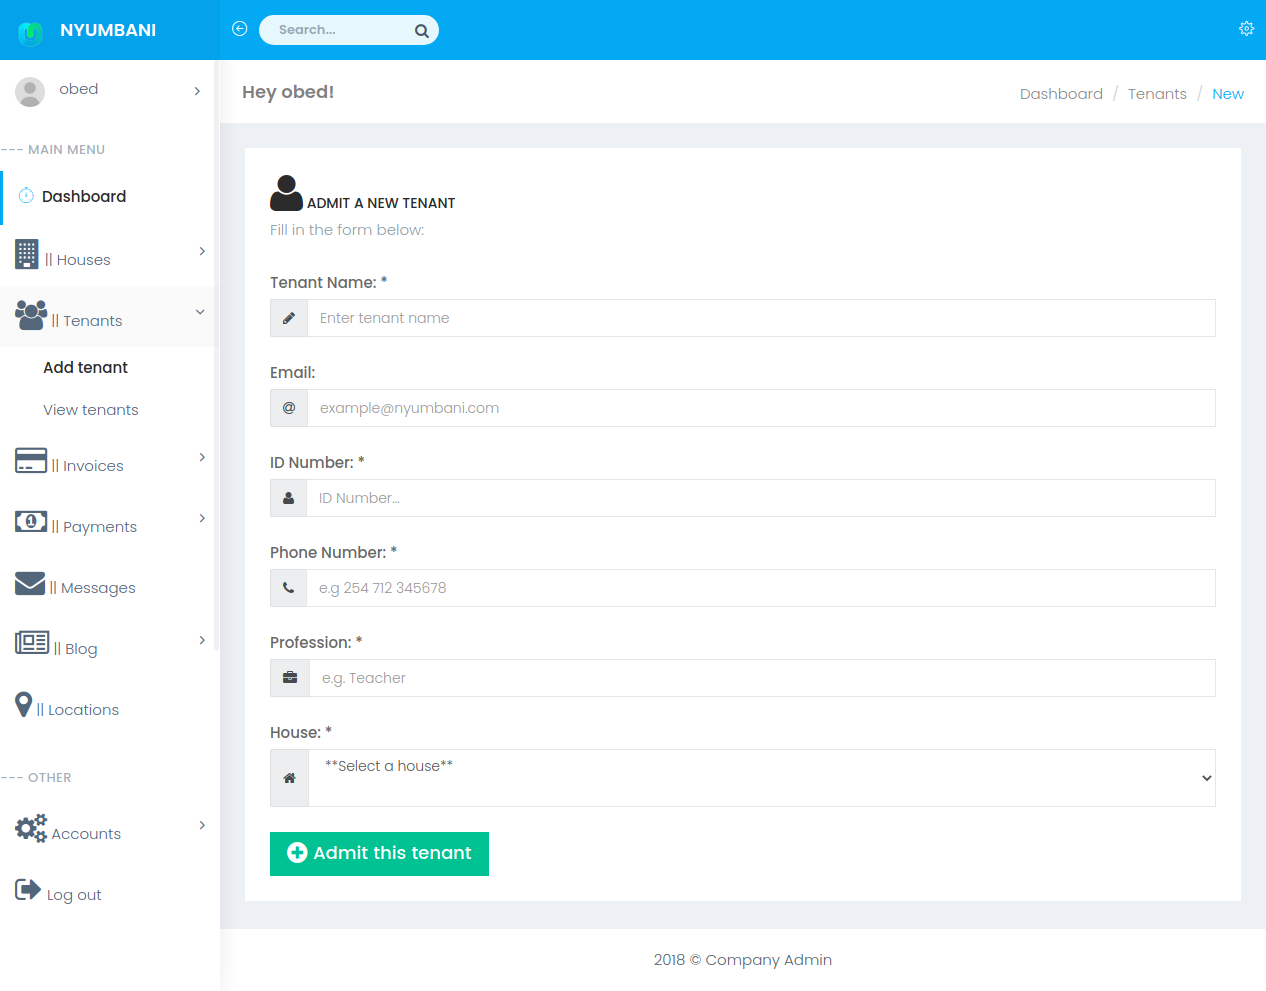 NYUMBANI
Search...
obed
--- MAIN MENU
Dashboard
|| Houses
|| Tenants
Add tenant
View tenants
|| Invoices
|| Payments
|| Messages
|| Blog
|| Locations
--- OTHER
Accounts
Log out
Hey obed!
Dashboard / Tenants / New
ADMIT A NEW TENANT
Fill in the form below:
Tenant Name: *
Enter tenant name
Email:
@ example@nyumbani.com
ID Number: *
ID Number...
Phone Number: *
e.g 254 712 345678
Profession: *
e.g. Teacher
House: *
**Select a house**
Admit this tenant
2018 © Company Admin